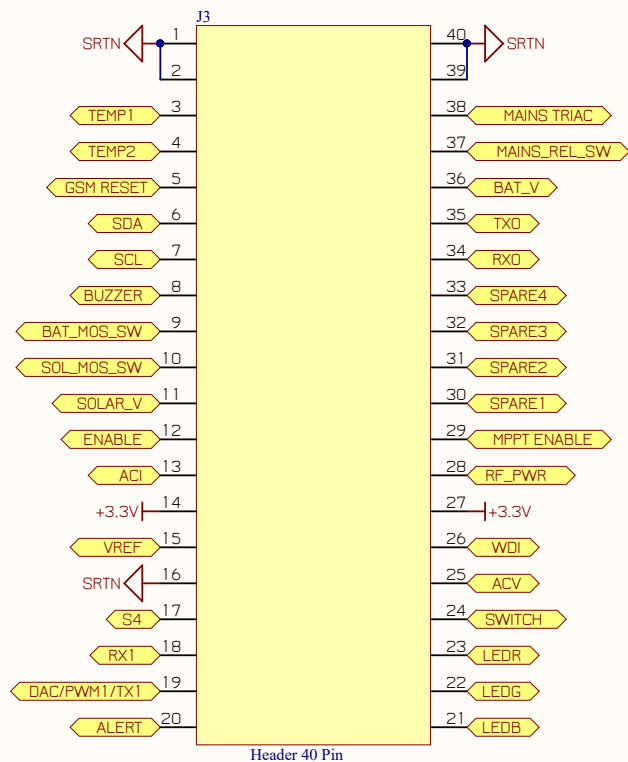 J3
SRTN 1 40 SRTN
2 39
TEMP1 3 38 MAINS TRIAC
TEMP2 4 37 MAINS_REL_SW
GSM RESET 5 36 BAT_V
SDA 6 35 TX0
SCL 7 34 RX0
BUZZER 8 33 SPARE4
BAT_MOS_SW 9 32 SPARE3
SOL_MOS_SW 10 31 SPARE2
SOLAR_V 11 30 SPARE1
ENABLE 12 29 MPPT ENABLE
ACI 13 28 RF_PWR
+3.3V 14 27 +3.3V
VREF 15 26 WDI
SRTN 16 25 ACV
S4 17 24 SWITCH
RX1 18 23 LEDR
DAC/PWM1/TX1 19 22 LEDG
ALERT 20 21 LEDB
Header 40 Pin